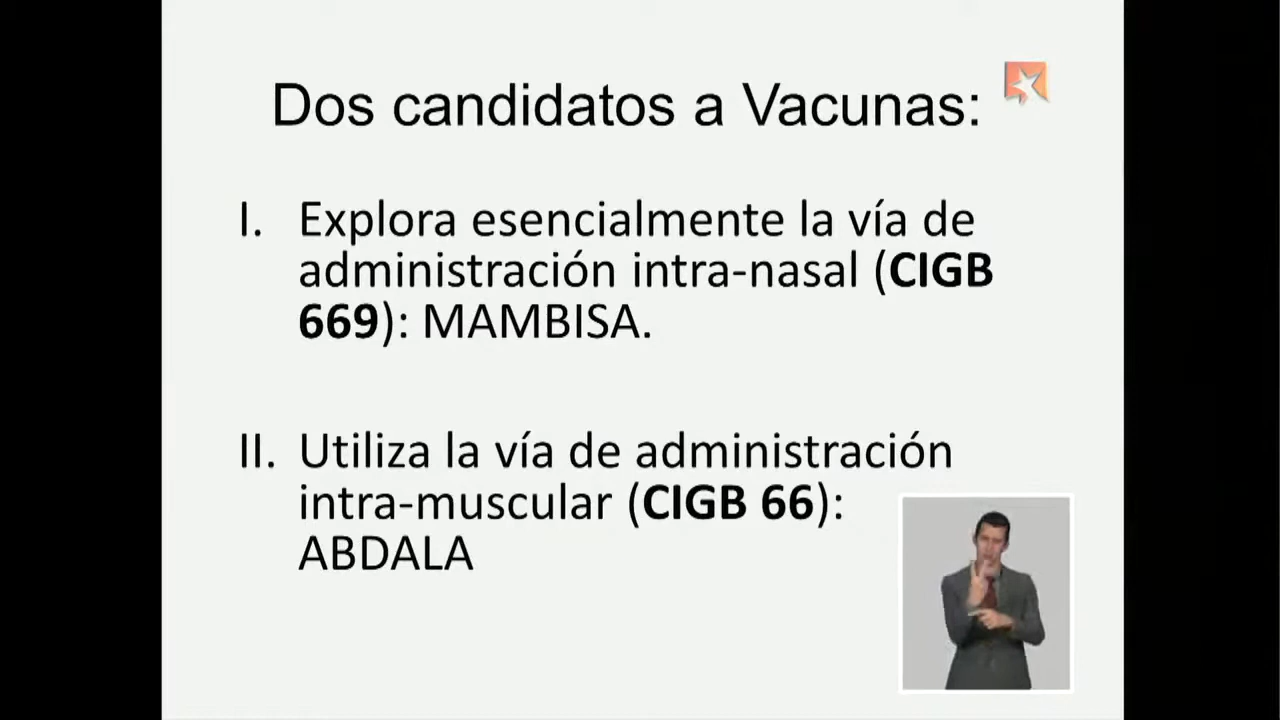 Dos candidatos a Vacunas:
I. Explora esencialmente la vía de
administración intra-nasal (CIGB
669): MAMBISA.
II. Utiliza la vía de administración
intra-muscular (CIGB 66):
ABDALA